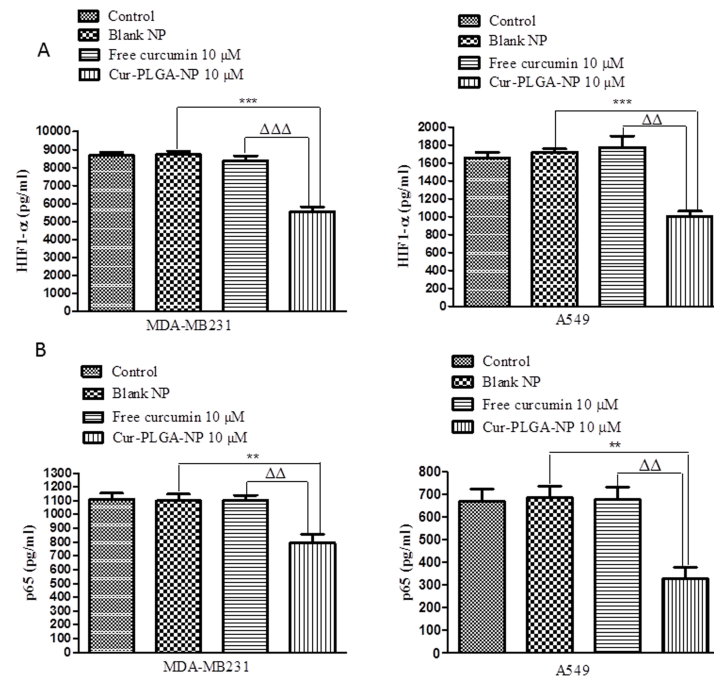 A
Control
Blank NP
Free curcumin 10 μM
Cur-PLGA-NP 10 μM
***
ΔΔΔ
10000
9000
8000
7000
6000
5000
4000
3000
2000
1000
0
HIF1-α (pg/ml)
MDA-MB231
Control
Blank NP
Free curcumin 10 μM
Cur-PLGA-NP 10 μM
***
ΔΔ
2000
1800
1600
1400
1200
1000
800
600
400
200
0
HIF1-α (pg/ml)
A549
B
Control
Blank NP
Free curcumin 10 μM
Cur-PLGA-NP 10 μM
**
ΔΔ
1300
1200
1100
1000
900
800
700
600
500
400
300
200
100
0
p65 (pg/ml)
MDA-MB231
Control
Blank NP
Free curcumin 10 μM
Cur-PLGA-NP 10 μM
**
ΔΔ
800
700
600
500
400
300
200
100
0
p65 (pg/ml)
A549